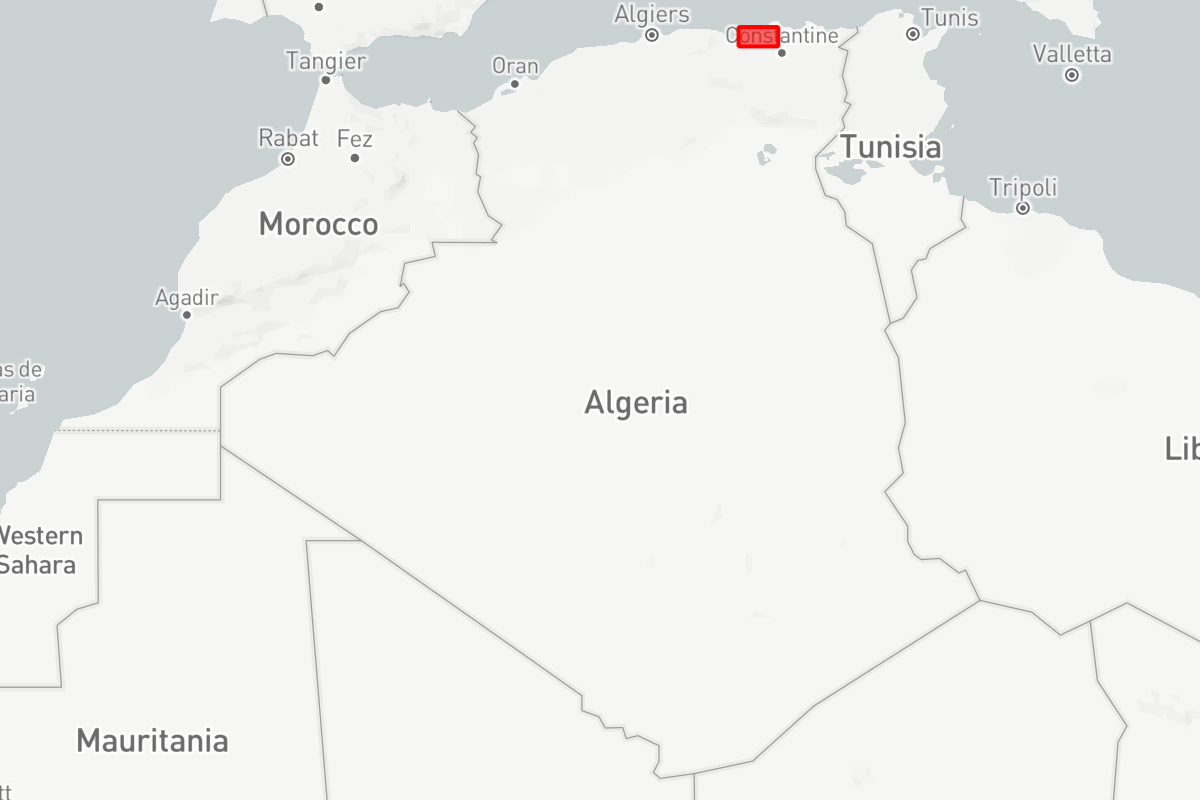 Algiers
Constantine
Tunis
Tangier
Oran
Valletta
Rabat
Fez
Tunisia
Tripoli
Morocco
Agadir
as de
aria
Algeria
Lib
Western
Sahara
Mauritania
tt